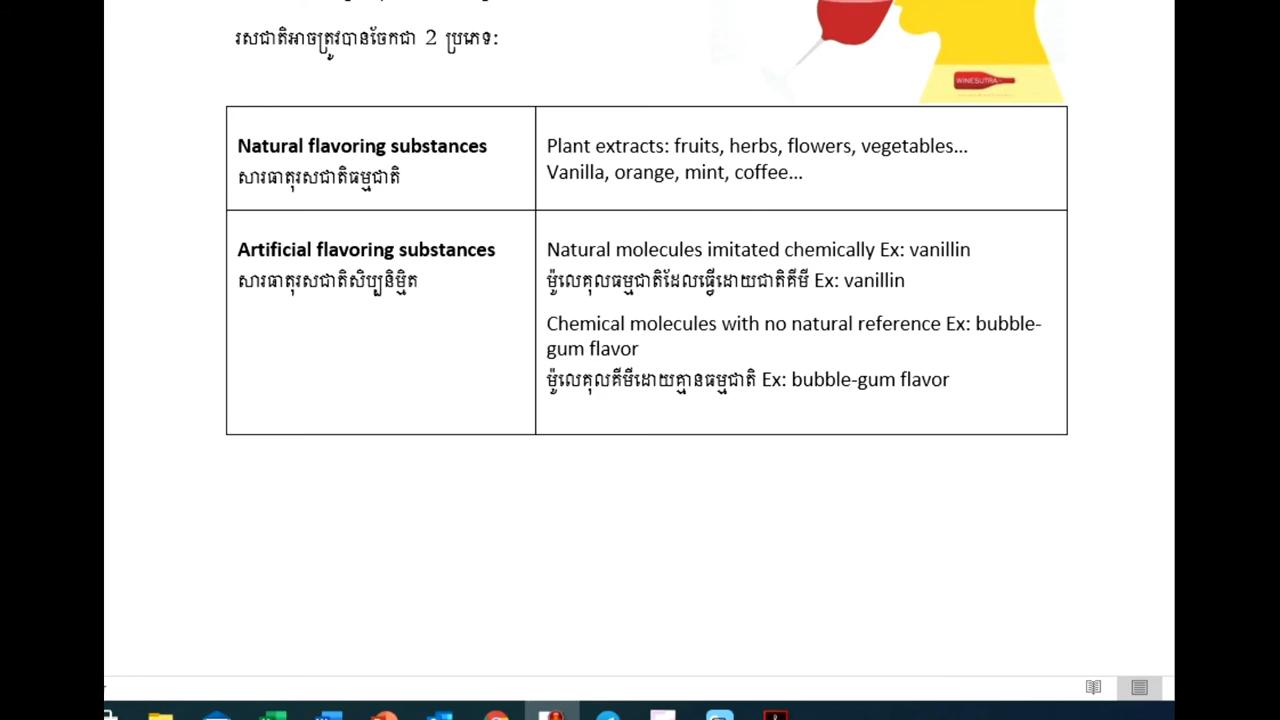 រសជាតិអាចត្រូវបានចែកជា 2 ប្រភេទ:
WINESUTRA
Natural flavoring substances
សារធាតុរសជាតិធម្មជាតិ
Plant extracts: fruits, herbs, flowers, vegetables...
Vanilla, orange, mint, coffee...
Artificial flavoring substances
សារធាតុរសជាតិសិប្បនិម្មិត
Natural molecules imitated chemically Ex: vanillin
ម៉ូលេគុលធម្មជាតិដែលធ្វើដោយជាតិគីមី Ex: vanillin
Chemical molecules with no natural reference Ex: bubble-
gum flavor
ម៉ូលេគុលគីមីដោយគ្មានធម្មជាតិ Ex: bubble-gum flavor